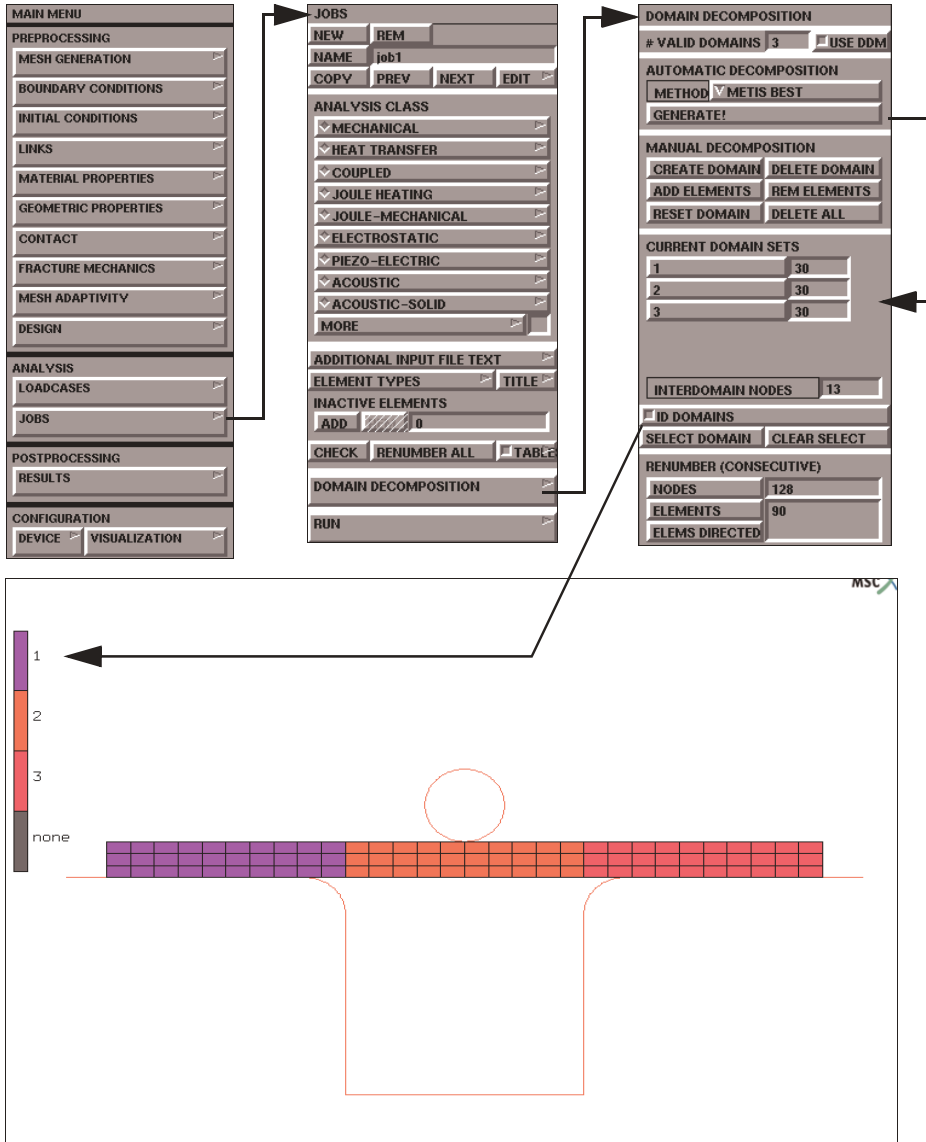 MAIN MENU
PREPROCESSING
MESH GENERATION
BOUNDARY CONDITIONS
INITIAL CONDITIONS
LINKS
MATERIAL PROPERTIES
GEOMETRIC PROPERTIES
CONTACT
FRACTURE MECHANICS
MESH ADAPTIVITY
DESIGN
ANALYSIS
LOADCASES
JOBS
POSTPROCESSING
RESULTS
CONFIGURATION
DEVICE VISUALIZATION
JOBS
NEW REM
NAME job1
COPY PREV NEXT EDIT
ANALYSIS CLASS
MECHANICAL
HEAT TRANSFER
COUPLED
JOULE HEATING
JOULE-MECHANICAL
ELECTROSTATIC
PIEZO-ELECTRIC
ACOUSTIC
ACOUSTIC-SOLID
MORE
ADDITIONAL INPUT FILE TEXT
ELEMENT TYPES TITLE
INACTIVE ELEMENTS
ADD 0
CHECK RENUMBER ALL TABLE
DOMAIN DECOMPOSITION
RUN
DOMAIN DECOMPOSITION
# VALID DOMAINS 3 USE DDM
AUTOMATIC DECOMPOSITION
METHOD METIS BEST
GENERATE!
MANUAL DECOMPOSITION
CREATE DOMAIN DELETE DOMAIN
ADD ELEMENTS REM ELEMENTS
RESET DOMAIN DELETE ALL
CURRENT DOMAIN SETS
1 30
2 30
3 30
INTERDOMAIN NODES 13
ID DOMAINS
SELECT DOMAIN CLEAR SELECT
RENUMBER (CONSECUTIVE)
NODES 128
ELEMENTS 90
ELEMS DIRECTED
MSC
1
2
3
none